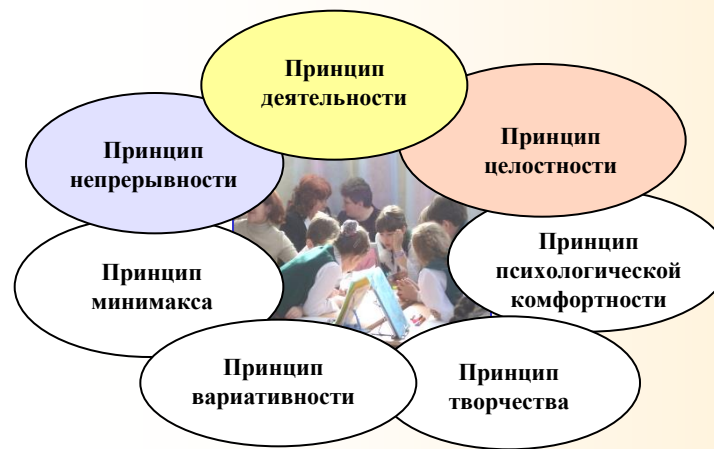 Принцип
деятельности
Принцип
целостности
Принцип
психологической
комфортности
Принцип
творчества
Принцип
вариативности
Принцип
минимакса
Принцип
непрерывности